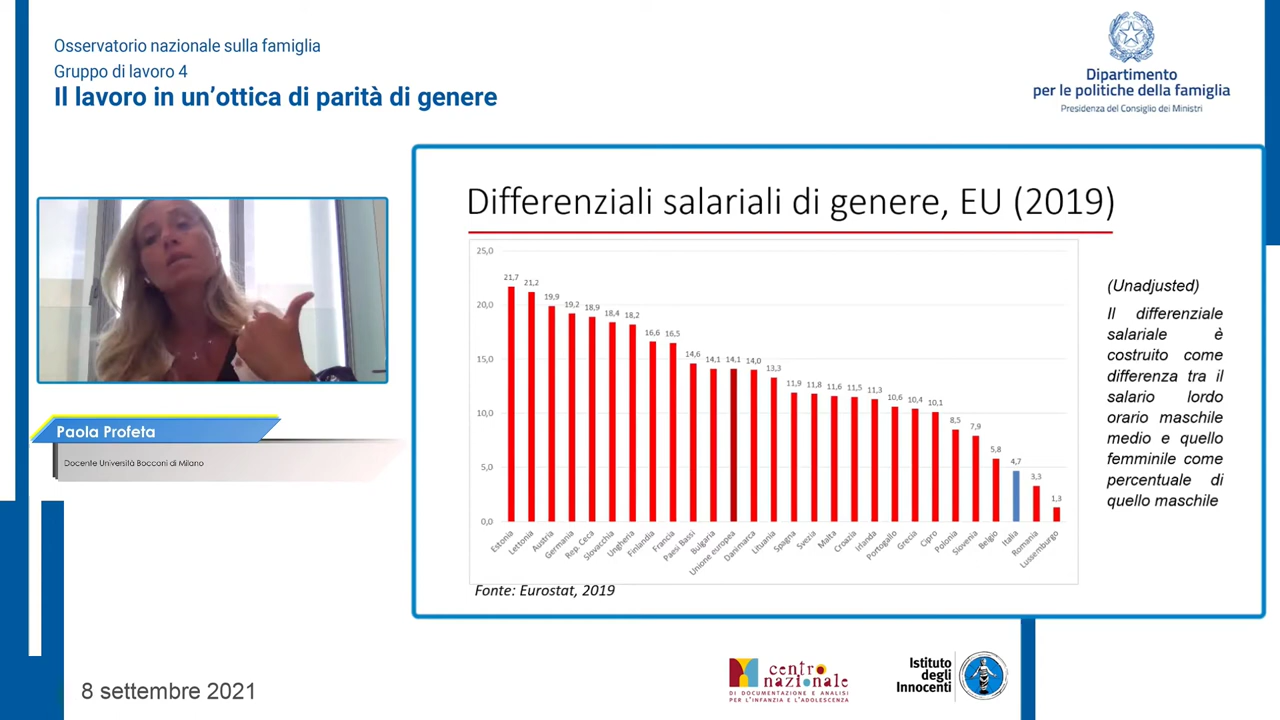 Osservatorio nazionale sulla famiglia
Gruppo di lavoro 4
Il lavoro in un'ottica di parità di genere
Dipartimento
per le politiche della famiglia
Presidenza del Consiglio dei Ministri
Differenziali salariali di genere, EU (2019)
25,0
20,0
15,0
10,0
5,0
0,0
21,7
21,2
19,9
19,2
18,9
18,4
18,2
16,6
16,5
14,6
14,1
14,1
14,0
13,3
11,9
11,8
11,6
11,5
11,3
10,6
10,4
10,1
8,5
7,9
5,8
4,7
3,3
1,3
Estonia
Lettonia
Austria
Germania
Rep. Ceca
Slovacchia
Ungheria
Finlandia
Francia
Paesi Bassi
Bulgaria
Unione europea
Danimarca
Lituania
Spagna
Svezia
Malta
Croazia
Irlanda
Portogallo
Grecia
Cipro
Polonia
Slovenia
Belgio
Italia
Romania
Lussemburgo
Fonte: Eurostat, 2019
(Unadjusted)
Il differenziale
salariale è
costruito come
differenza tra il
salario lordo
orario maschile
medio e quello
femminile come
percentuale di
quello maschile
Paola Profeta
Docente Università Bocconi di Milano
8 settembre 2021
centro
nazionale
DI DOCUMENTAZIONE E ANALISI
PER L'INFANZIA E L'ADOLESCENZA
Istituto
degli
Innocenti